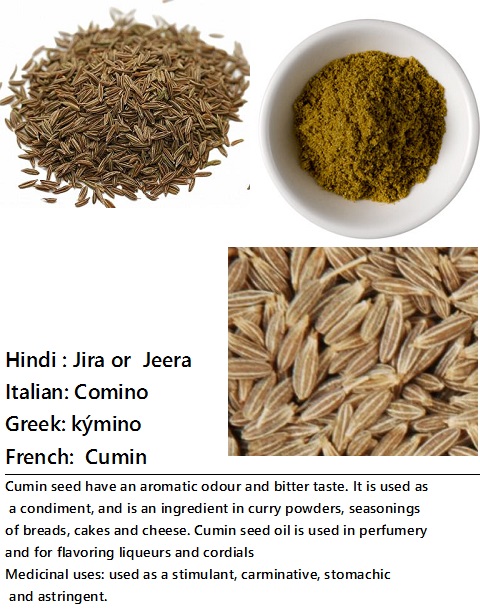 Hindi : Jira or  Jeera
Italian: Comino
Greek: kýmino
French:  Cumin
Cumin seed have an aromatic odour and bitter taste. It is used as
a condiment, and is an ingredient in curry powders, seasonings
of breads, cakes and cheese. Cumin seed oil is used in perfumery
and for flavoring liqueurs and cordials
Medicinal uses: used as a stimulant, carminative, stomachic
and astringent.